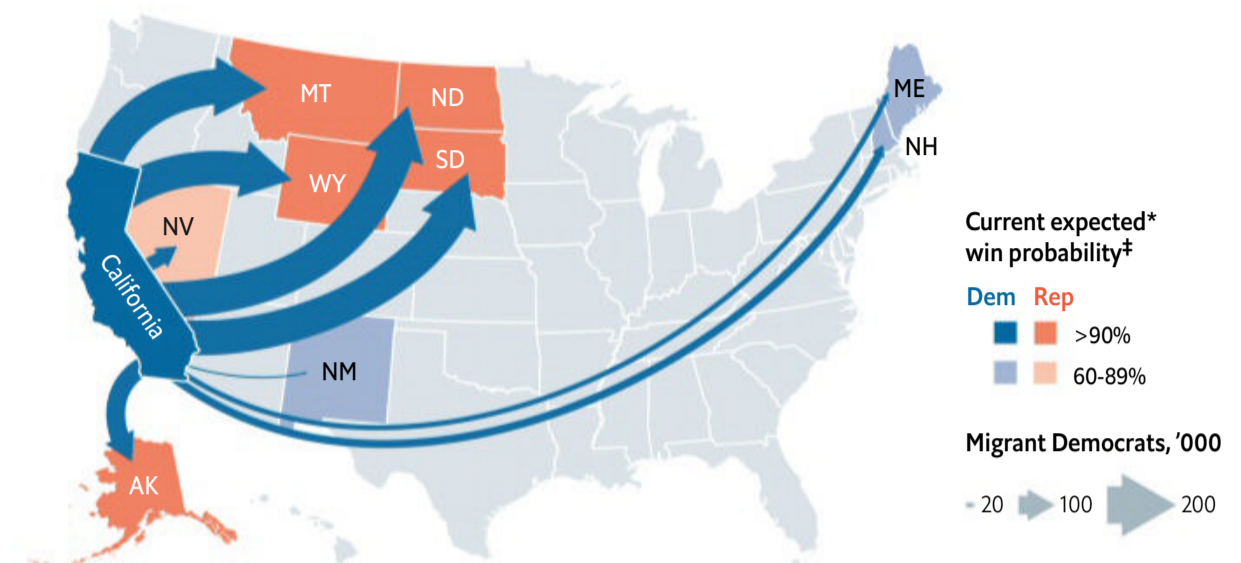 MT
ND
SD
WY
NV
California
NM
AK
ME
NH
Current expected*
win probability‡
Dem Rep
>90%
60-89%
Migrant Democrats, ’000
20 100 200